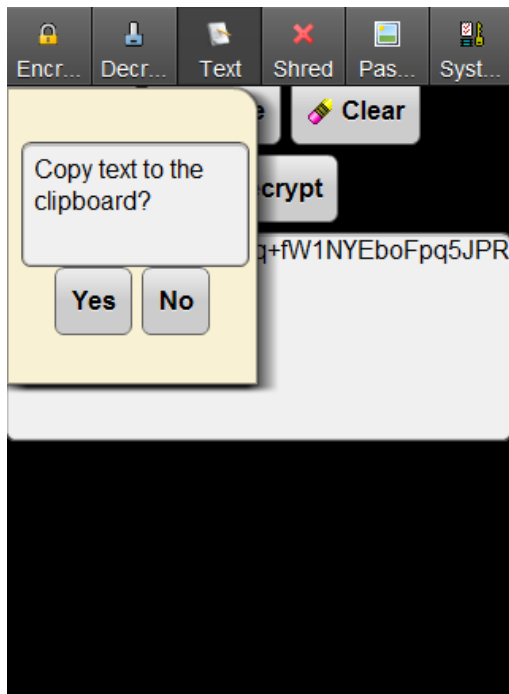 Encr... Decr... Text Shred Pas... Syst...
Clear
Copy text to the
clipboard?
crypt
q+fW1NYEboFpq5JPR
Yes No